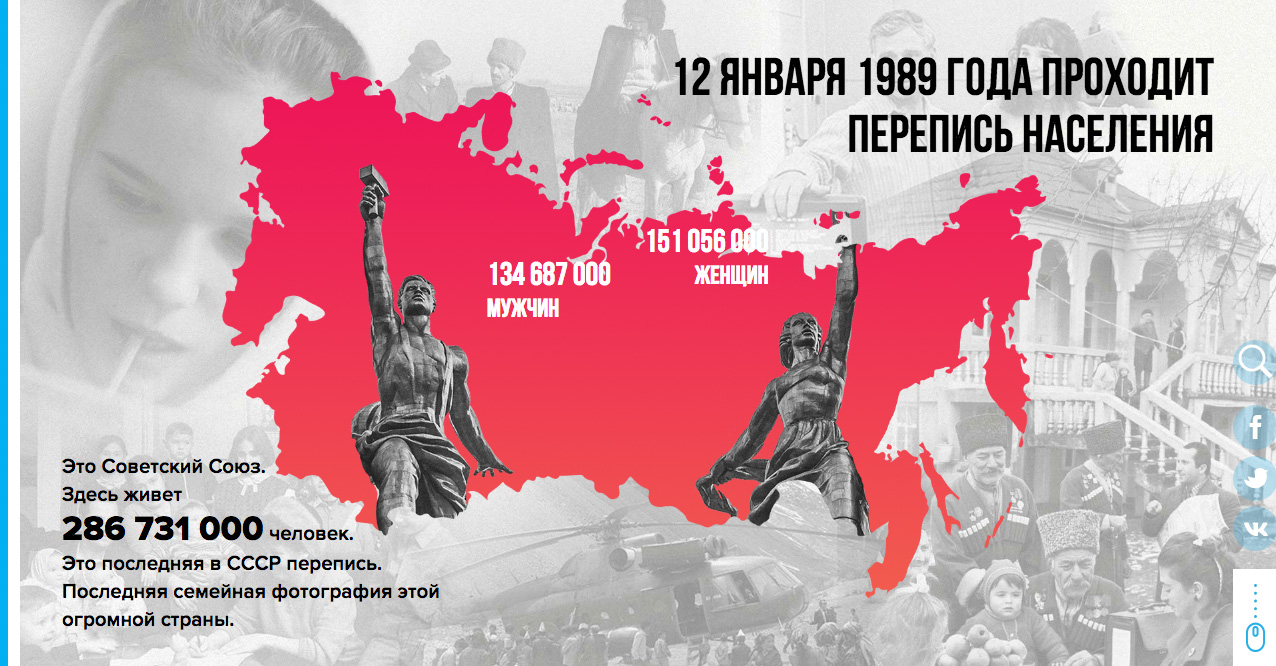 12 ЯНВАРЯ 1989 ГОДА ПРОХОДИТ
ПЕРЕПИСЬ НАСЕЛЕНИЯ
134 687 000
МУЖЧИН
151 056 000
ЖЕНЩИН
Это Советский Союз.
Здесь живет
286 731 000 человек.
Это последняя в СССР перепись.
Последняя семейная фотография этой
огромной страны.